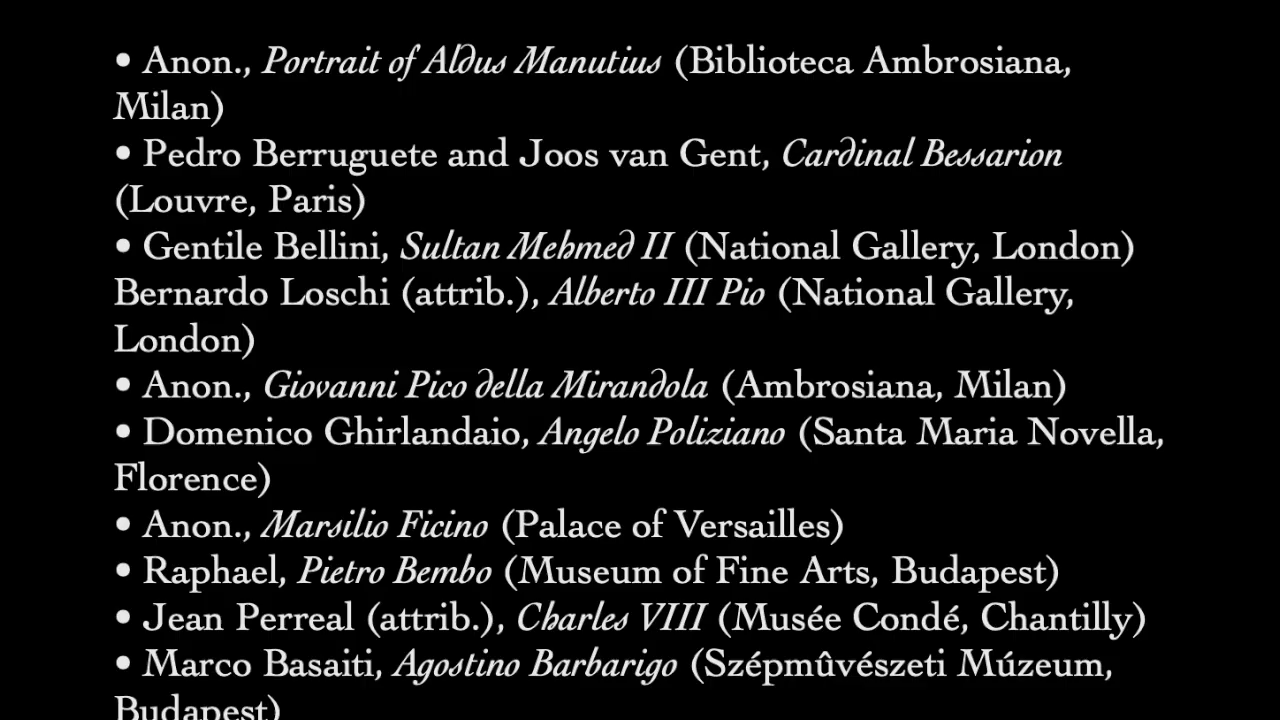 • Anon., Portrait of Aldus Manutius (Biblioteca Ambrosiana,
Milan)
• Pedro Berruguete and Joos van Gent, Cardinal Bessarion
(Louvre, Paris)
• Gentile Bellini, Sultan Mehmed II (National Gallery, London)
Bernardo Loschi (attrib.), Alberto III Pio (National Gallery,
London)
• Anon., Giovanni Pico della Mirandola (Ambrosiana, Milan)
• Domenico Ghirlandaio, Angelo Poliziano (Santa Maria Novella,
Florence)
• Anon., Marsilio Ficino (Palace of Versailles)
• Raphael, Pietro Bembo (Museum of Fine Arts, Budapest)
• Jean Perreal (attrib.), Charles VIII (Musée Condé, Chantilly)
• Marco Basaiti, Agostino Barbarigo (Szépmûvészeti Múzeum,
Budapest)